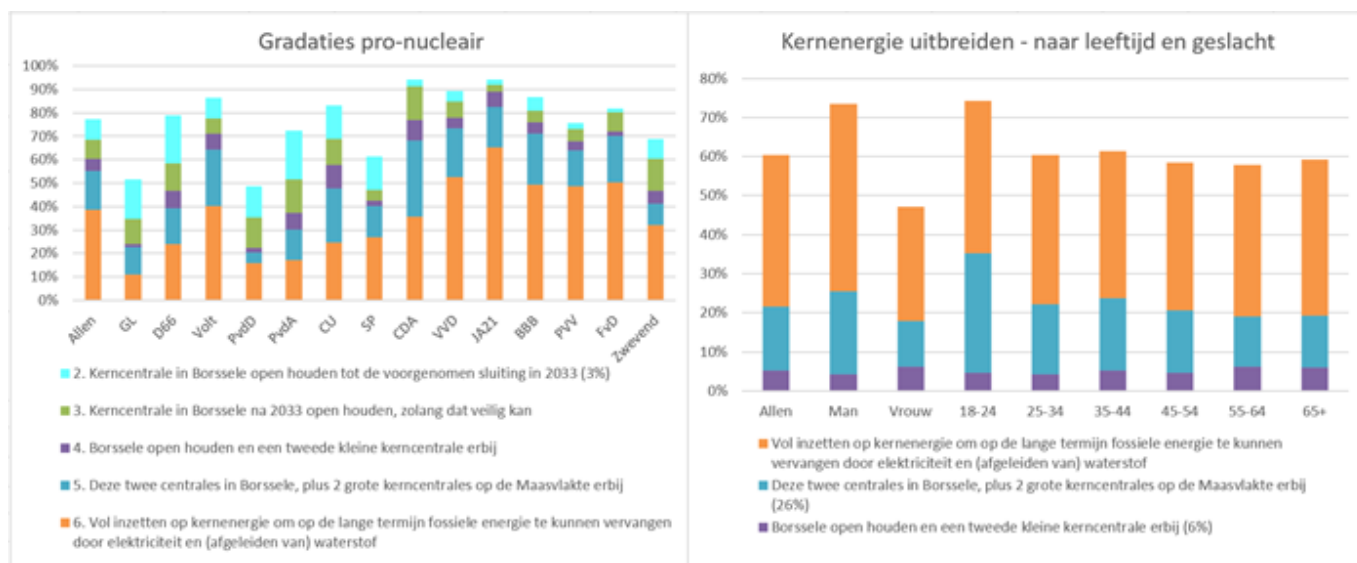 Gradaties pro-nucleair
100%
90%
80%
70%
60%
50%
40%
30%
20%
10%
0%
Allen
GL
D66
Volt
PvdD
PvdA
CU
SP
CDA
VVD
JA21
BBB
PVV
FvD
Zwevend
2. Kerncentrale in Borssele open houden tot de voorgenomen sluiting in 2033 (3%)
3. Kerncentrale in Borssele na 2033 open houden, zolang dat veilig kan
4. Borssele open houden en een tweede kleine kerncentrale erbij
5. Deze twee centrales in Borssele, plus 2 grote kerncentrales op de Maasvlakte erbij
6. Vol inzetten op kernenergie om op de lange termijn fossiele energie te kunnen vervangen
door elektriciteit en (afgeleiden van) waterstof
Kernenergie uitbreiden - naar leeftijd en geslacht
80%
70%
60%
50%
40%
30%
20%
10%
0%
Allen
Man
Vrouw
18-24
25-34
35-44
45-54
55-64
65+
Vol inzetten op kernenergie om op de lange termijn fossiele energie te kunnen
vervangen door elektriciteit en (afgeleiden van) waterstof
Deze twee centrales in Borssele, plus 2 grote kerncentrales op de Maasvlakte erbij
(26%)
Borssele open houden en een tweede kleine kerncentrale erbij (6%)